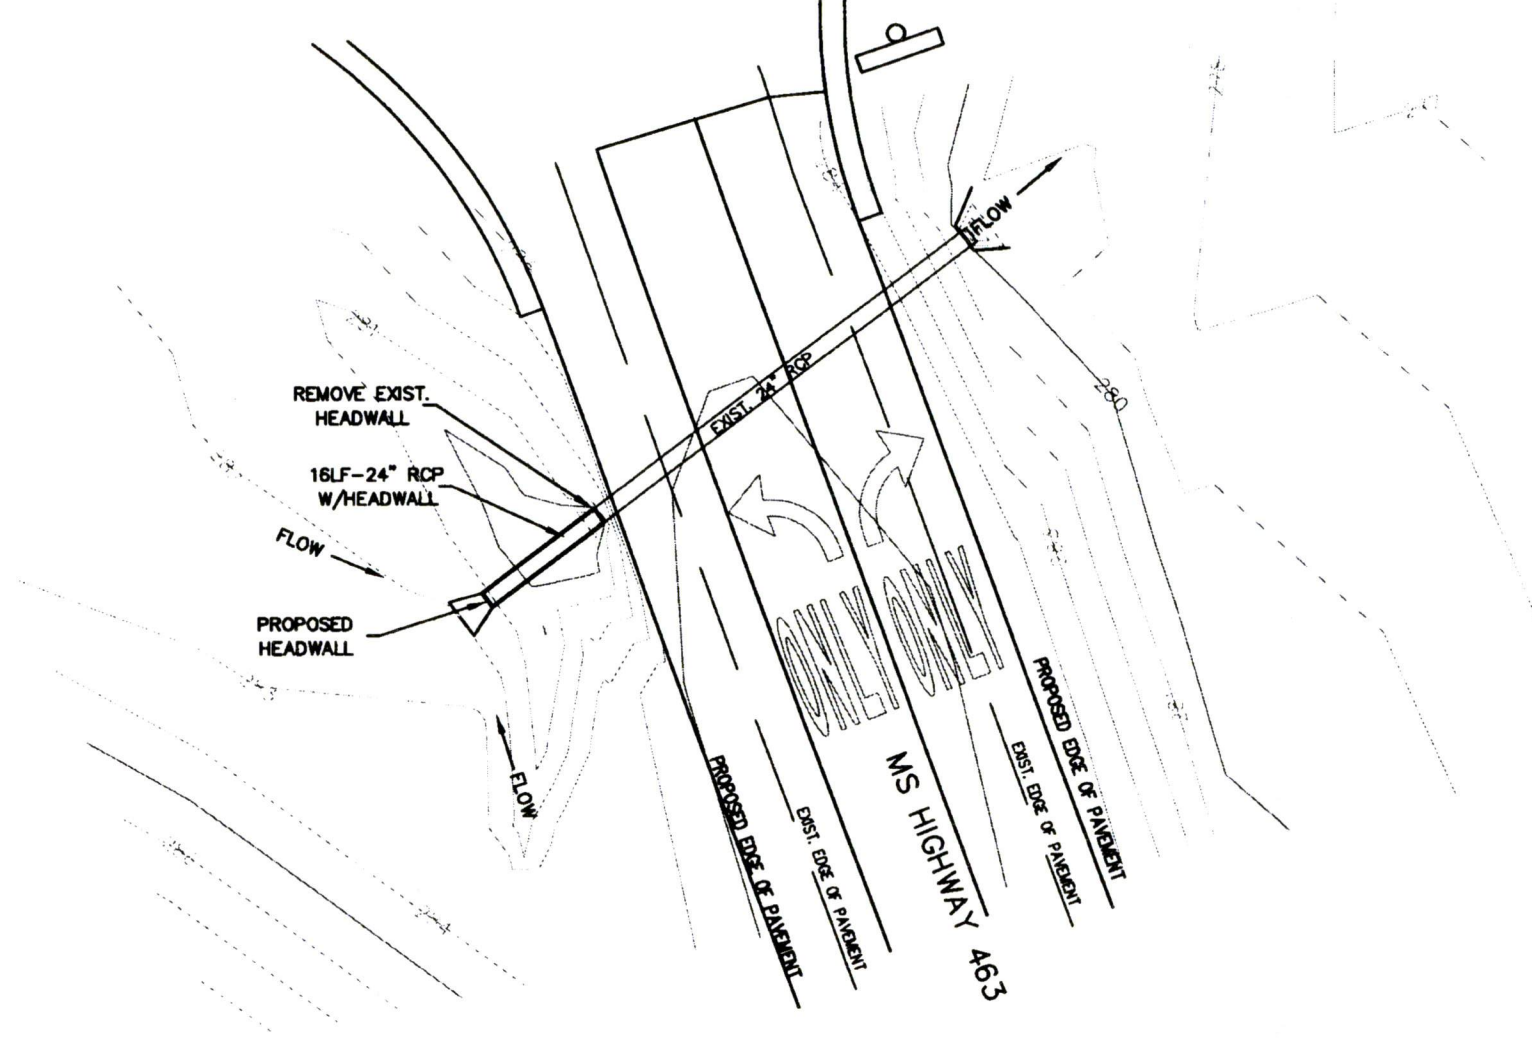 FLOW
EXIST. 24" RCP
280
REMOVE EXIST.
HEADWALL
16LF-24" RCP
W/HEADWALL
FLOW
PROPOSED
HEADWALL
FLOW
ONLY
ONLY
PROPOSED EDGE OF PAVEMENT
EXIST. EDGE OF PAVEMENT
MS HIGHWAY 463
EXIST. EDGE OF PAVEMENT
PROPOSED EDGE OF PAVEMENT